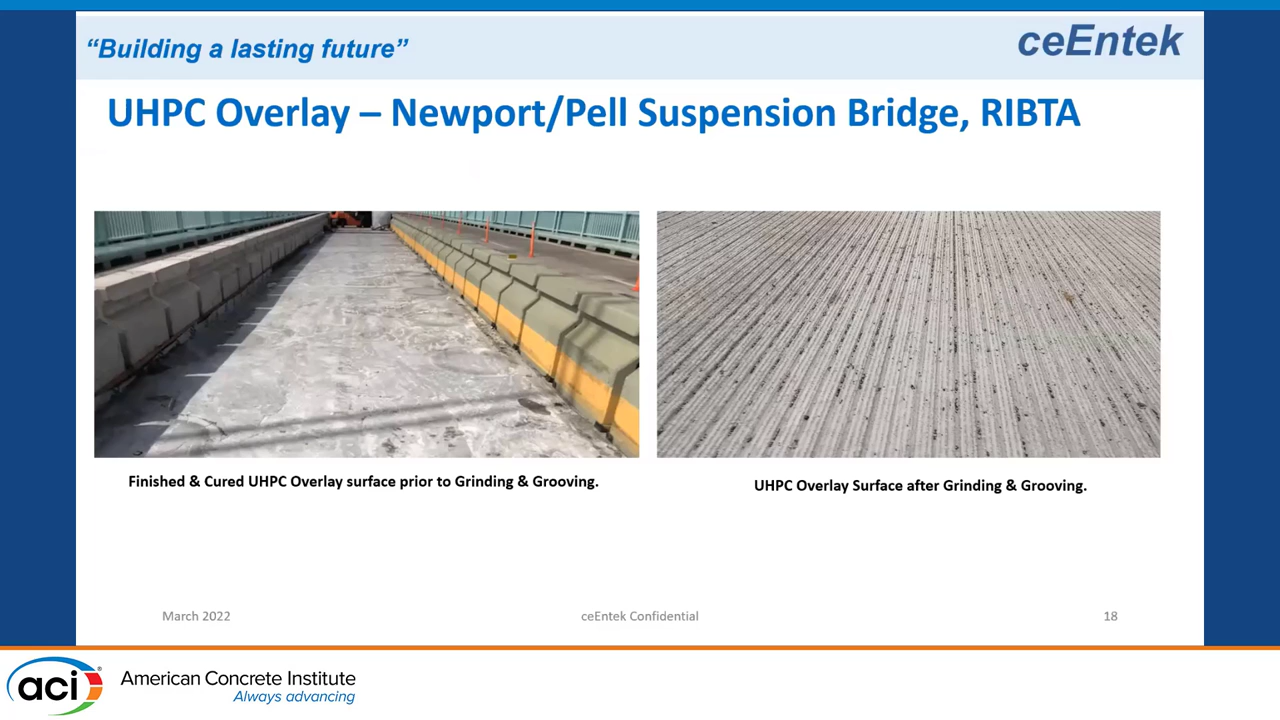 “Building a lasting future”
ceEntek
UHPC Overlay – Newport/Pell Suspension Bridge, RIBTA
Finished & Cured UHPC Overlay surface prior to Grinding & Grooving.
UHPC Overlay Surface after Grinding & Grooving.
March 2022
ceEntek Confidential
18
aci®
American Concrete Institute
Always advancing